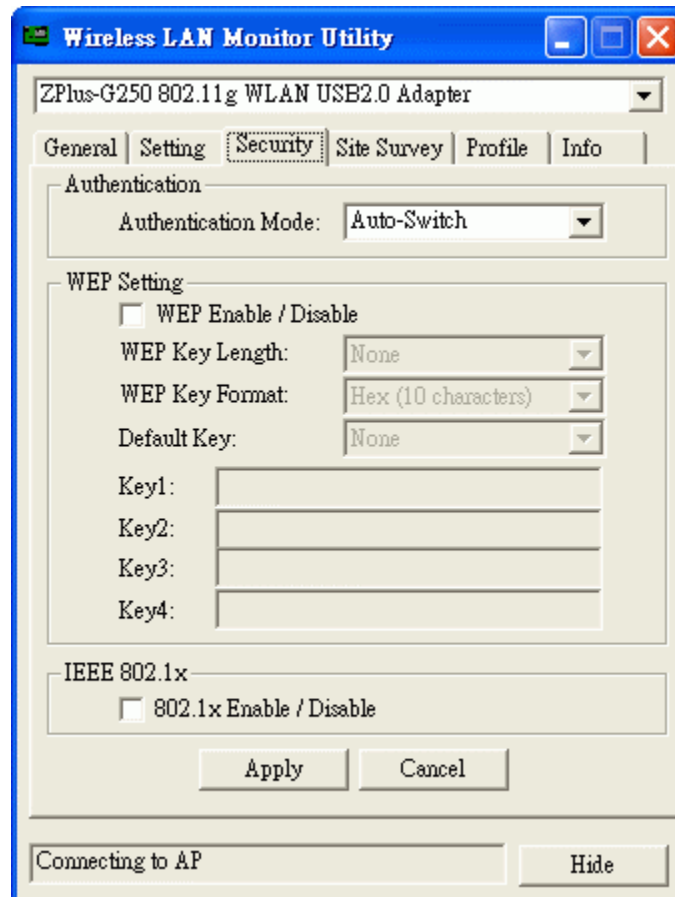 Wireless LAN Monitor Utility
ZPlus-G250 802.11g WLAN USB2.0 Adapter
General Setting Security Site Survey Profile Info
Authentication
Authentication Mode: Auto-Switch
WEP Setting
WEP Enable / Disable
WEP Key Length: None
WEP Key Format: Hex (10 characters)
Default Key: None
Key1:
Key2:
Key3:
Key4:
IEEE 802.1x
802.1x Enable / Disable
Apply Cancel
Connecting to AP Hide